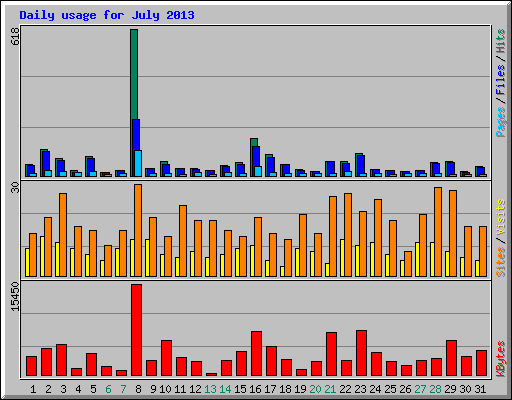 Daily usage for July 2013
618
Pages / Files / Hits
30
Sites / Visits
15450
KBytes
1 2 3 4 5 6 7 8 9 10 11 12 13 14 15 16 17 18 19 20 21 22 23 24 25 26 27 28 29 30 31